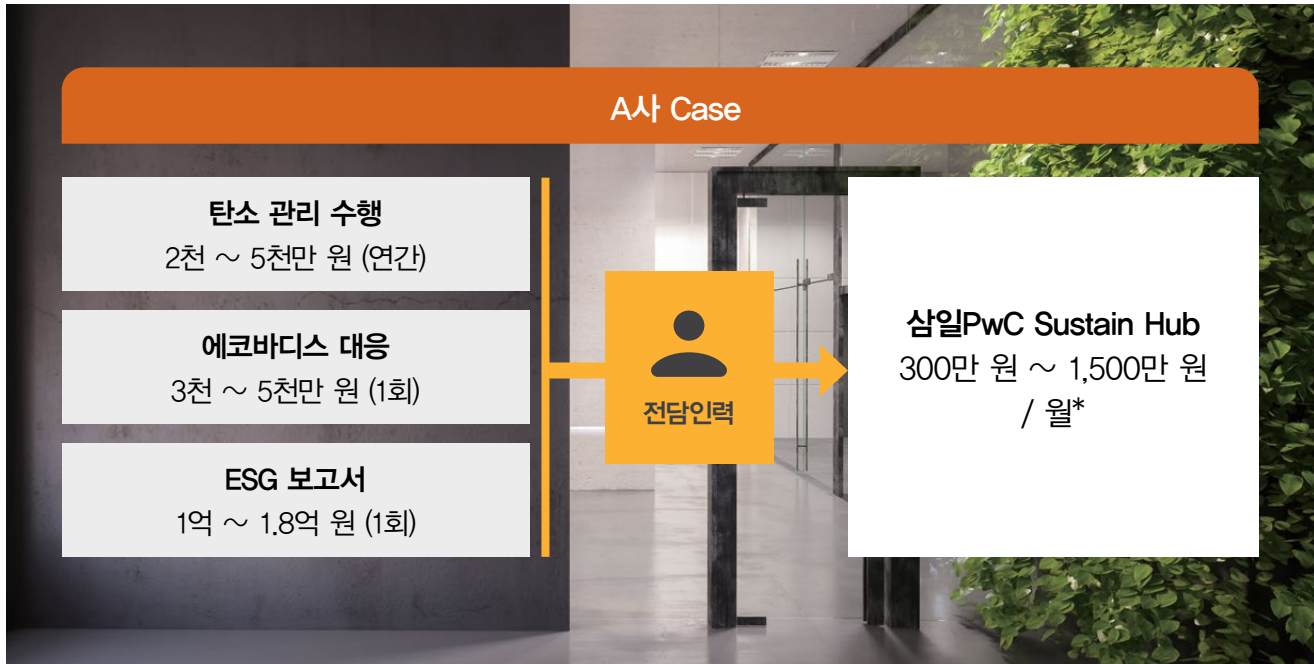 A사 Case
탄소 관리 수행
2천 ~ 5천만 원 (연간)
에코바디스 대응
3천 ~ 5천만 원 (1회)
ESG 보고서
1억 ~ 1.8억 원 (1회)
전담인력
삼일PwC Sustain Hub
300만 원 ~ 1,500만 원
/ 월*